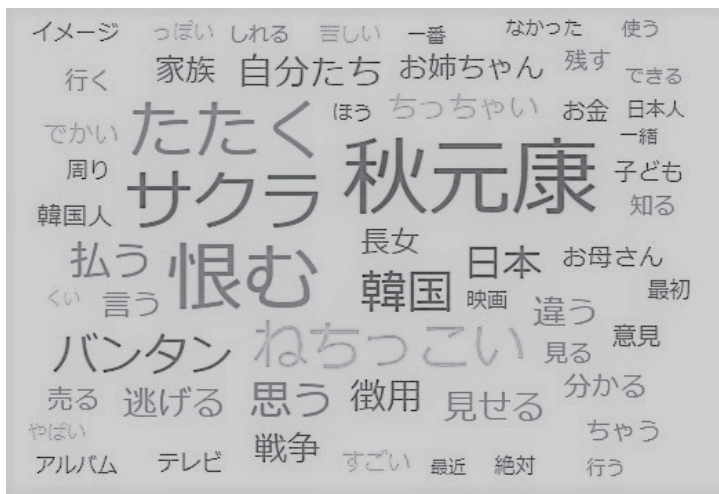 イメージ っぽい しれる 言しい 一番 なかった 使う
行く 家族 自分たち お姉ちゃん 残す できる
でかい たたく ほう ちっちゃい お金 日本人
一緒
周り サクラ 秋元康 子ども
韓国人 知る
払う 恨む 長女 日本 お母さん
くい 言う 韓国 映画 違う 最初
バンタン ねちっこい 見る 意見
売る 逃げる 思う 徴用 見せる 分かる
やばい ちゃう
アルバム テレビ 戦争 すごい 最近 絶対 行う